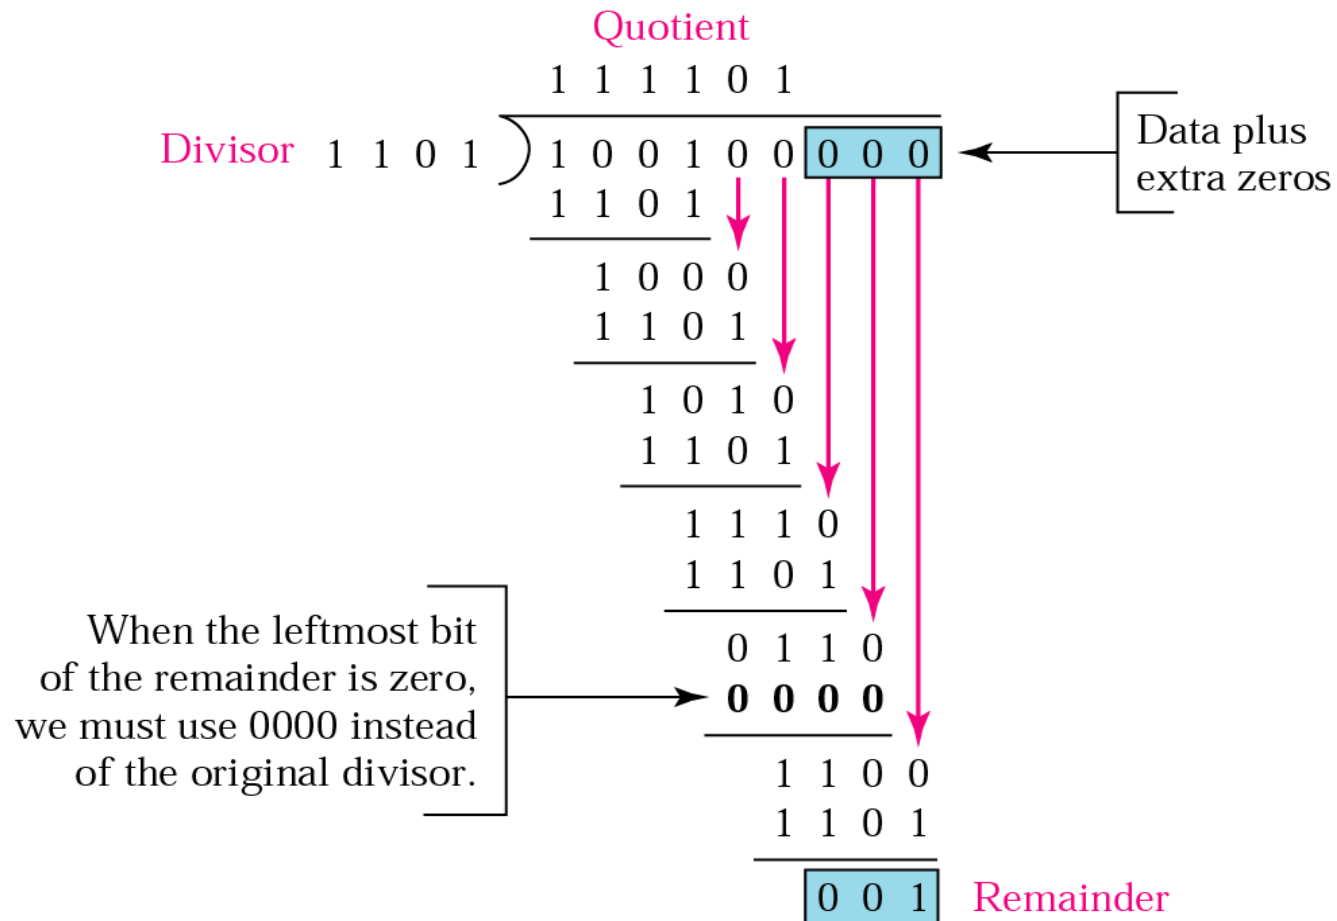 Quotient
1 1 1 1 0 1
Divisor 1 1 0 1 1 0 0 1 0 0 0 0 0
Data plus
extra zeros
1 1 0 1
1 0 0 0
1 1 0 1
1 0 1 0
1 1 0 1
1 1 1 0
1 1 0 1
When the leftmost bit
of the remainder is zero,
we must use 0000 instead
of the original divisor.
0 1 1 0
0 0 0 0
1 1 0 0
1 1 0 1
0 0 1 Remainder